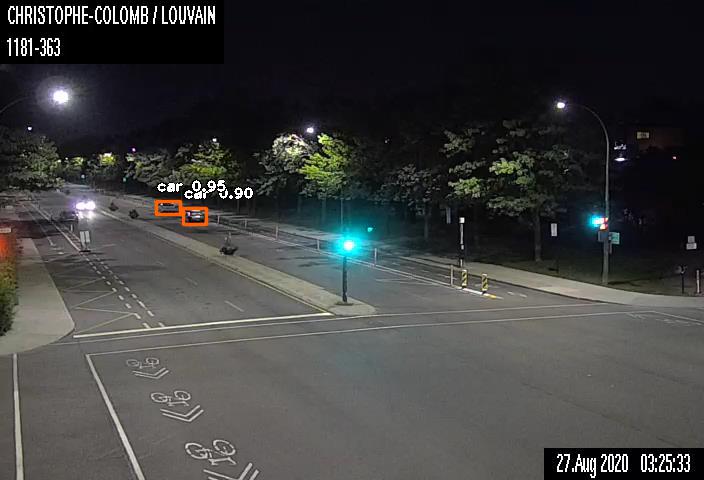 CHRISTOPHE-COLOMB / LOUVAIN
1181-363
car 0.95
car 0.90
27.Aug 2020 03:25:33